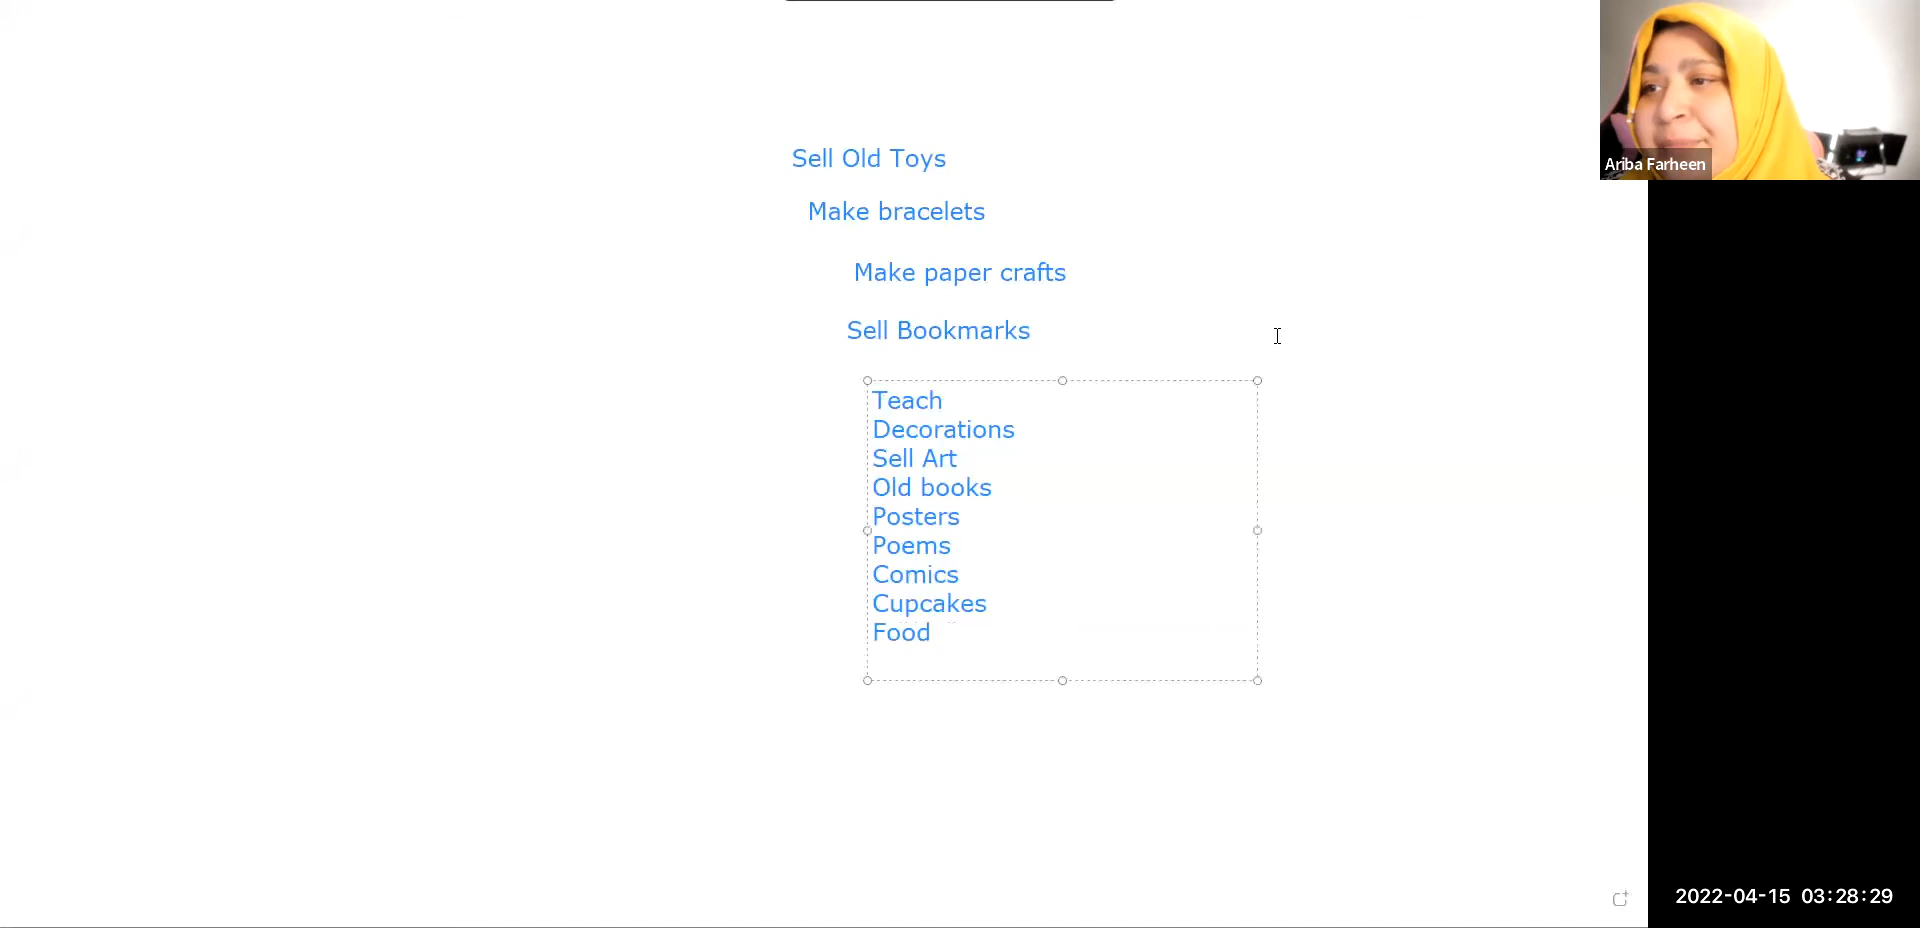 Ariba Farheen
Sell Old Toys
Make bracelets
Make paper crafts
Sell Bookmarks
Teach
Decorations
Sell Art
Old books
Posters
Poems
Comics
Cupcakes
Food
2022-04-15 03:28:29